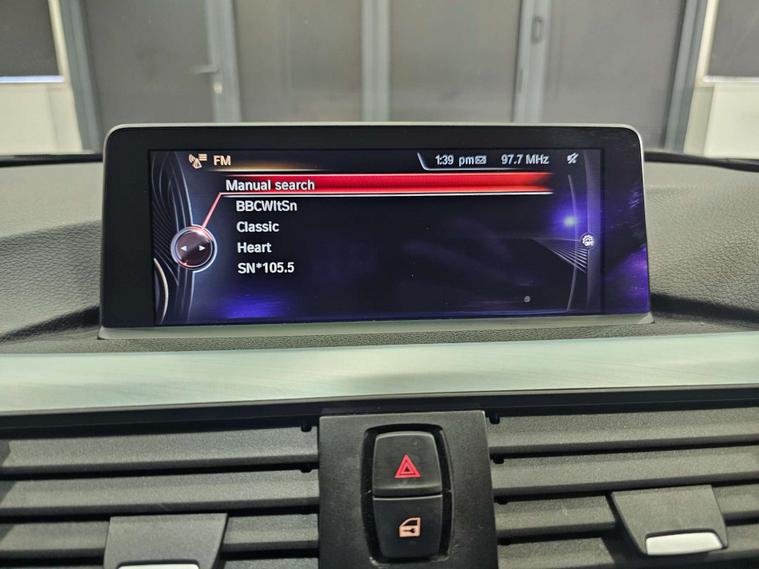 FM 1:39 pm 97.7 MHz
Manual search
BBCWltSn
Classic
Heart
SN*105.5